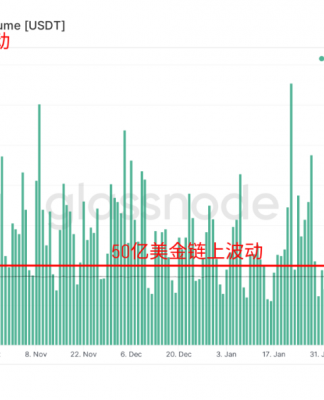 ume [USDT]
动
glassnode
50亿美金链上波动
8. Nov 22. Nov 6. Dec 20. Dec 3. Jan 17. Jan 31. J